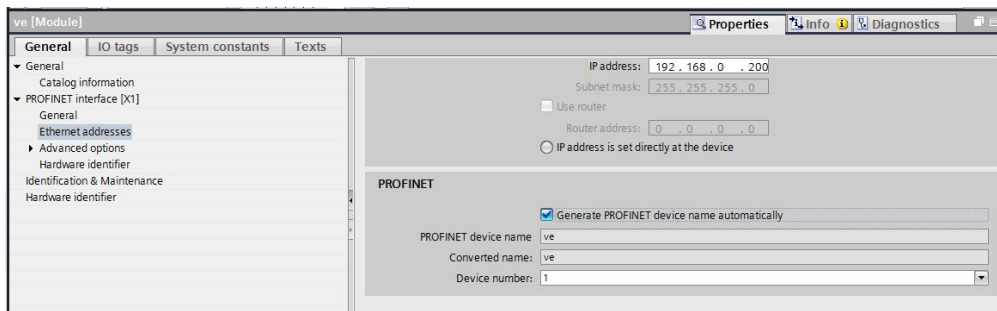 ve [Module]
Properties
Info
Diagnostics
General
IO tags
System constants
Texts
General
Catalog information
PROFINET interface [X1]
General
Ethernet addresses
Advanced options
Hardware identifier
Identification & Maintenance
Hardware identifier
IP address: 192 . 168 . 0 . 200
Subnet mask: 255 . 255 . 255 . 0
Use router
Router address: 0 . 0 . 0 . 0
IP address is set directly at the device
PROFINET
Generate PROFINET device name automatically
PROFINET device name ve
Converted name: ve
Device number: 1